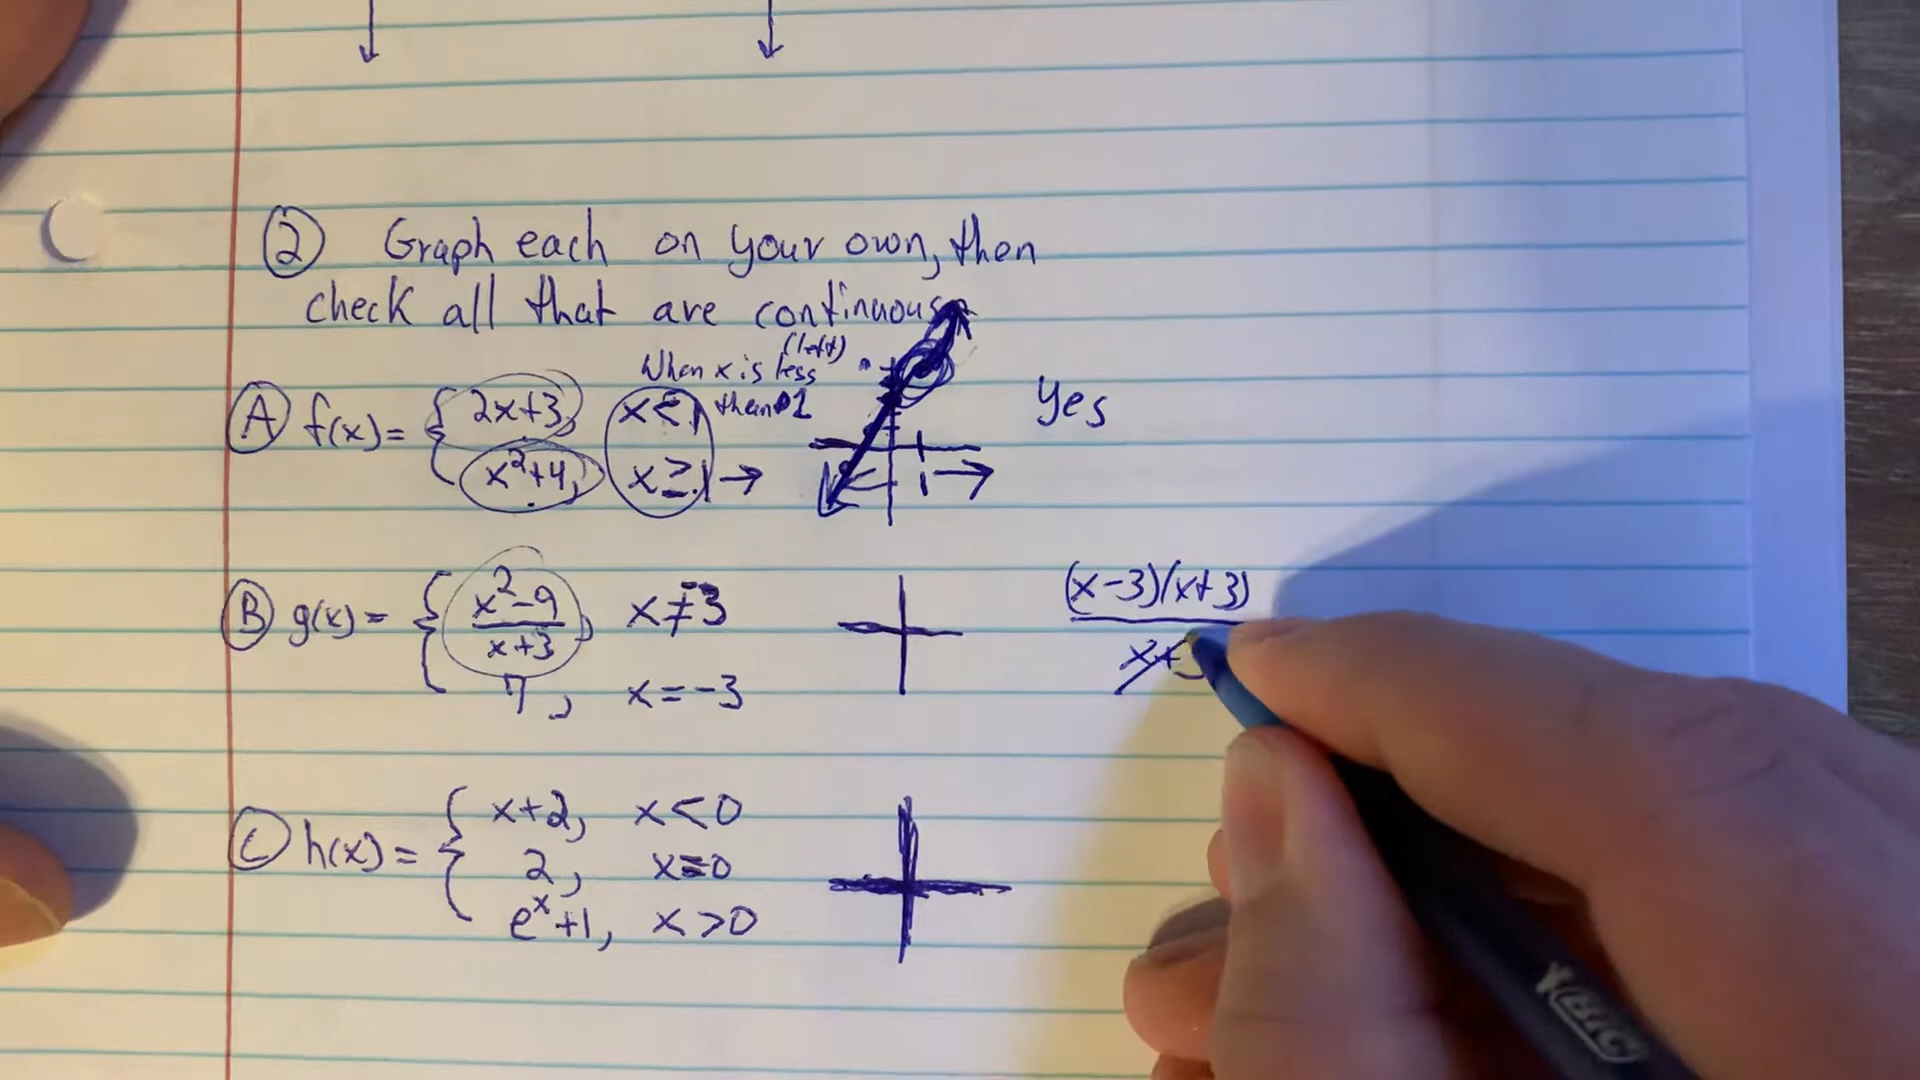 ② Graph each on your own, then
check all that are continuous
When x is less (left)
than 1
Ⓐ f(x) = { 2x+3, x<1
x²+4, x≥1 →
1 →
Yes
Ⓑ g(x) = { x²-9 / x+3, x≠-3
7, x=-3
(x-3)(x+3)
x+3
Ⓒ h(x) = { x+2, x<0
2, x=0
eˣ+1, x>0
BIC